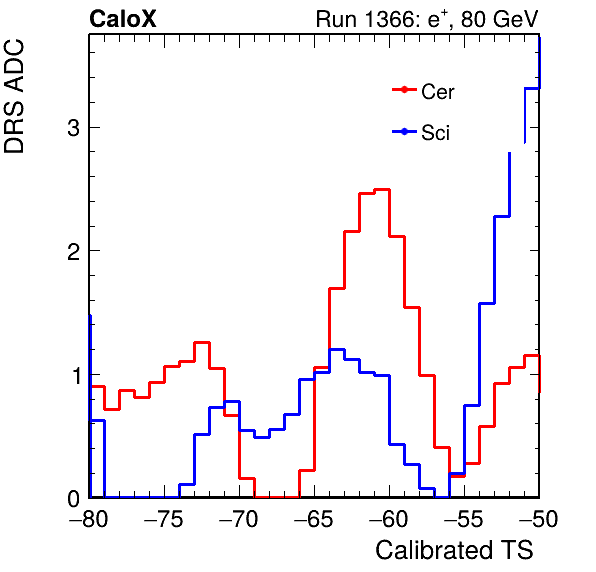 CaloX Run 1366: e⁺, 80 GeV
DRS ADC
Cer
Sci
3
2
1
0
−80 −75 −70 −65 −60 −55 −50
Calibrated TS